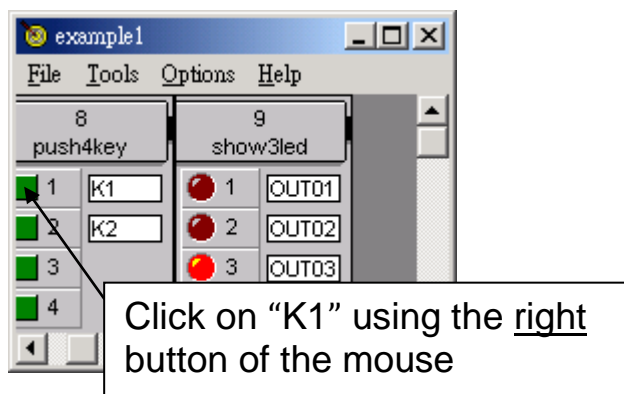 example1
File Tools Options Help
8
push4key
1 K1
2 K2
3
4
9
show3led
1 OUT01
2 OUT02
3 OUT03
Click on “K1” using the right
button of the mouse